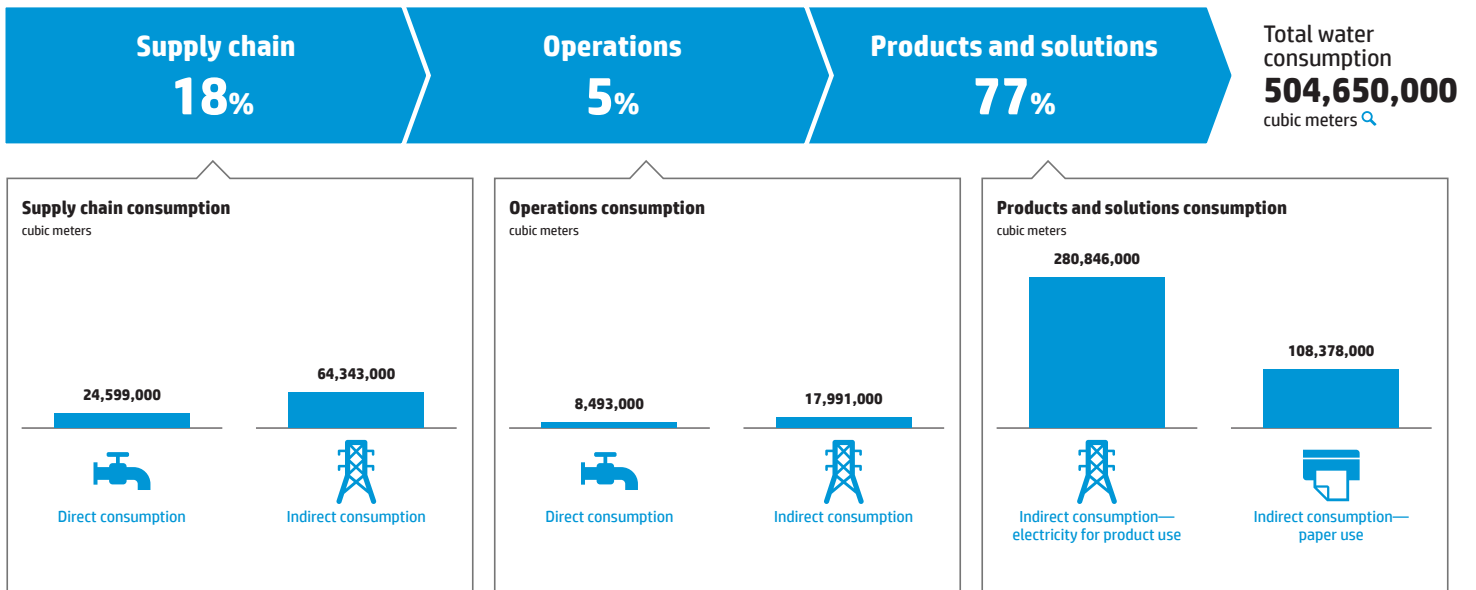 Supply chain
18%
Operations
5%
Products and solutions
77%
Total water
consumption
504,650,000
cubic meters
Supply chain consumption
cubic meters
24,599,000
64,343,000
Direct consumption
Indirect consumption
Operations consumption
cubic meters
8,493,000
17,991,000
Direct consumption
Indirect consumption
Products and solutions consumption
cubic meters
280,846,000
108,378,000
Indirect consumption—
electricity for product use
Indirect consumption—
paper use